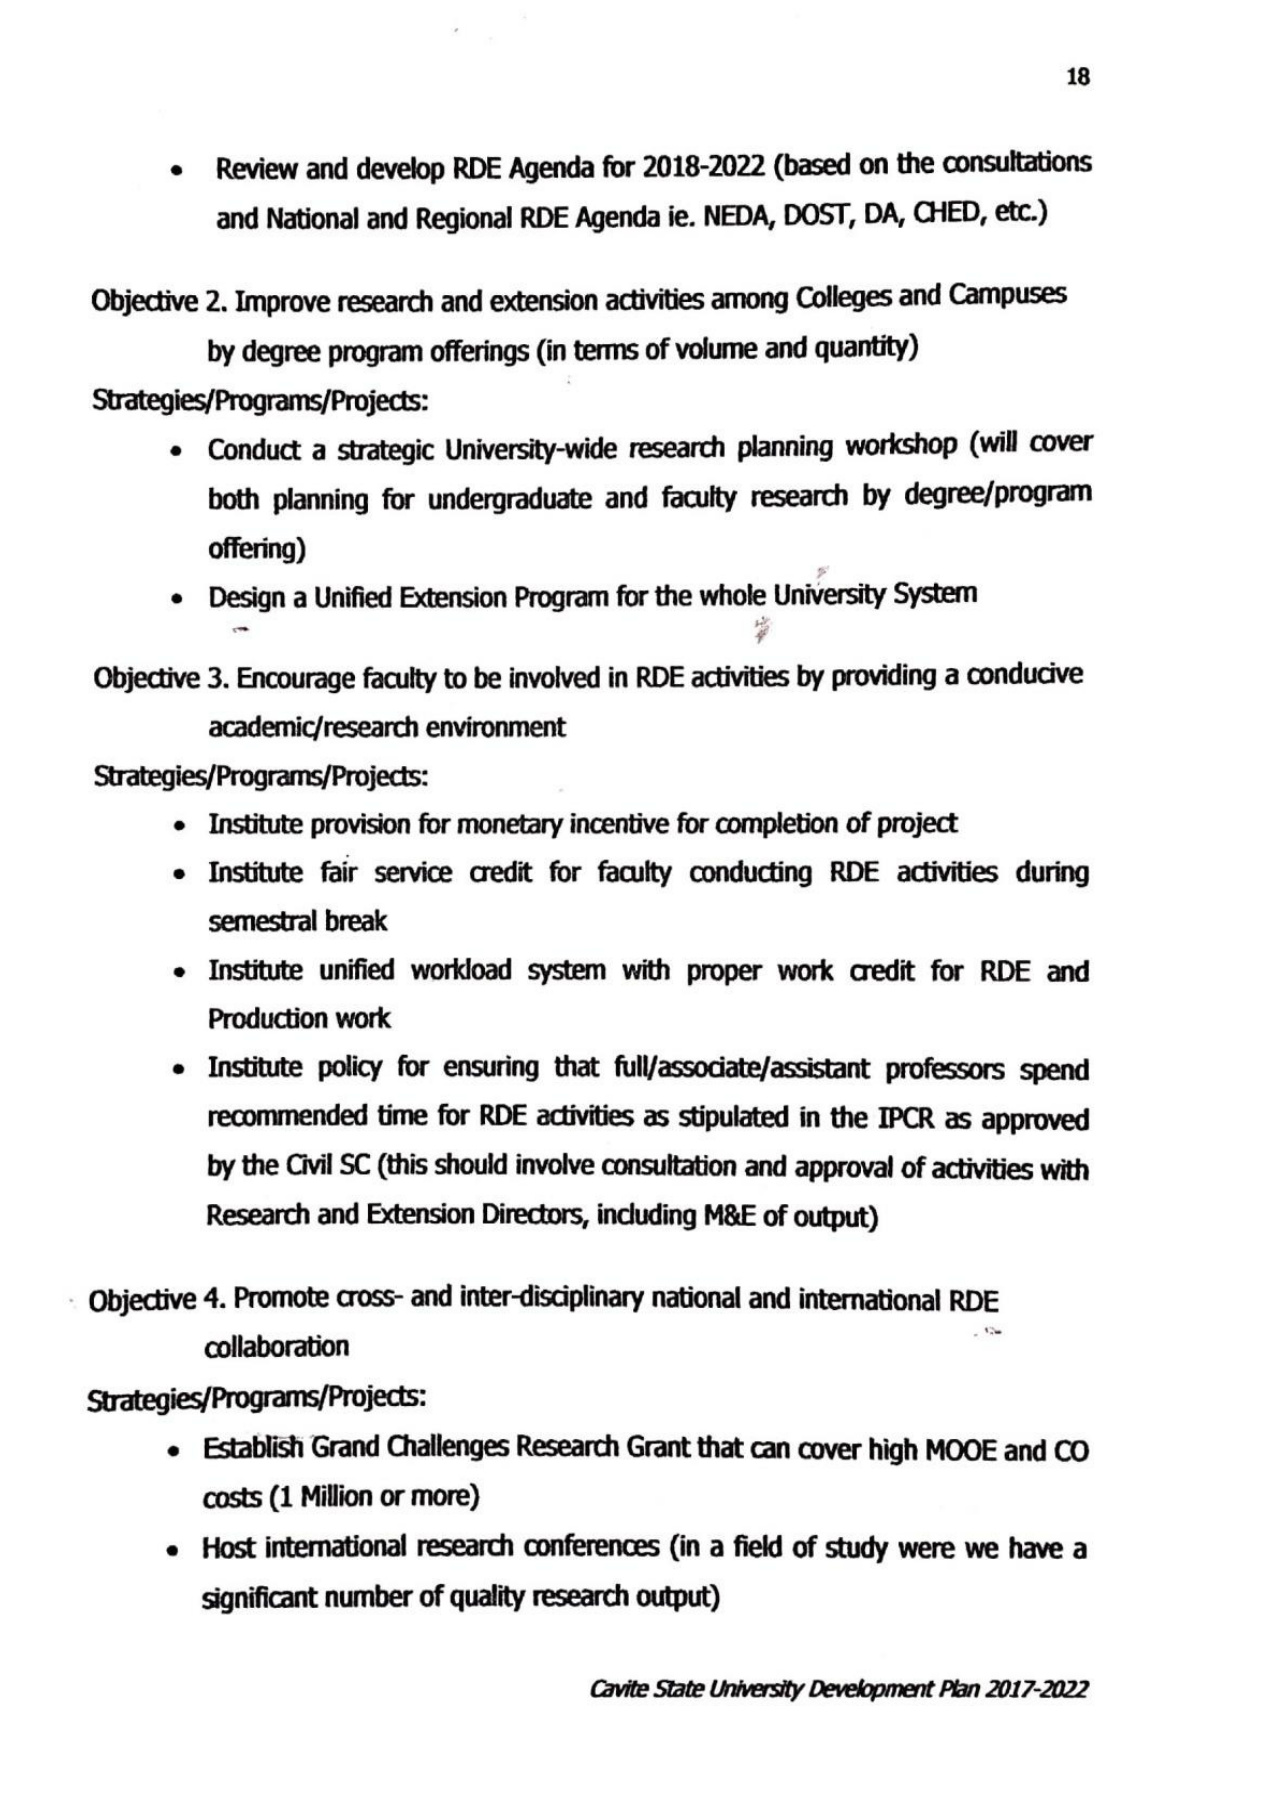 18
• Review and develop RDE Agenda for 2018-2022 (based on the consultations
and National and Regional RDE Agenda ie. NEDA, DOST, DA, CHED, etc.)
Objective 2. Improve research and extension activities among Colleges and Campuses
by degree program offerings (in terms of volume and quantity)
Strategies/Programs/Projects:
• Conduct a strategic University-wide research planning workshop (will cover
both planning for undergraduate and faculty research by degree/program
offering)
• Design a Unified Extension Program for the whole University System
Objective 3. Encourage faculty to be involved in RDE activities by providing a conducive
academic/research environment
Strategies/Programs/Projects:
• Institute provision for monetary incentive for completion of project
• Institute fair service credit for faculty conducting RDE activities during
semestral break
• Institute unified workload system with proper work credit for RDE and
Production work
• Institute policy for ensuring that full/associate/assistant professors spend
recommended time for RDE activities as stipulated in the IPCR as approved
by the Civil SC (this should involve consultation and approval of activities with
Research and Extension Directors, including M&E of output)
Objective 4. Promote cross- and inter-disciplinary national and international RDE
collaboration
Strategies/Programs/Projects:
• Establish Grand Challenges Research Grant that can cover high MOOE and CO
costs (1 Million or more)
• Host international research conferences (in a field of study were we have a
significant number of quality research output)
Cavite State University Development Plan 2017-2022